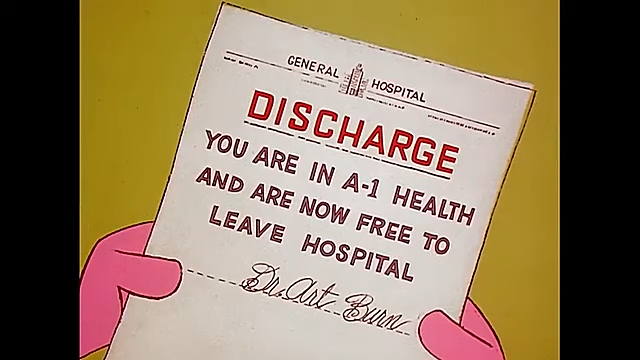 GENERAL HOSPITAL
DISCHARGE
YOU ARE IN A-1 HEALTH
AND ARE NOW FREE TO
LEAVE HOSPITAL
Dr. Art Burn